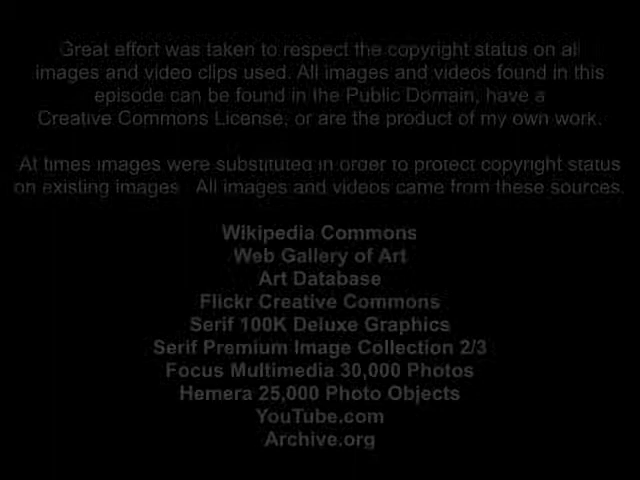 Great effort was taken to respect the copyright status on all
images and video clips used. All images and videos found in this
episode can be found in the Public Domain, have a
Creative Commons License, or are the product of my own work.
At times images were substituted in order to protect copyright status
on existing images. All images and videos came from these sources.
Wikipedia Commons
Web Gallery of Art
Art Database
Flickr Creative Commons
Serif 100K Deluxe Graphics
Serif Premium Image Collection 2/3
Focus Multimedia 30,000 Photos
Hemera 25,000 Photo Objects
YouTube.com
Archive.org